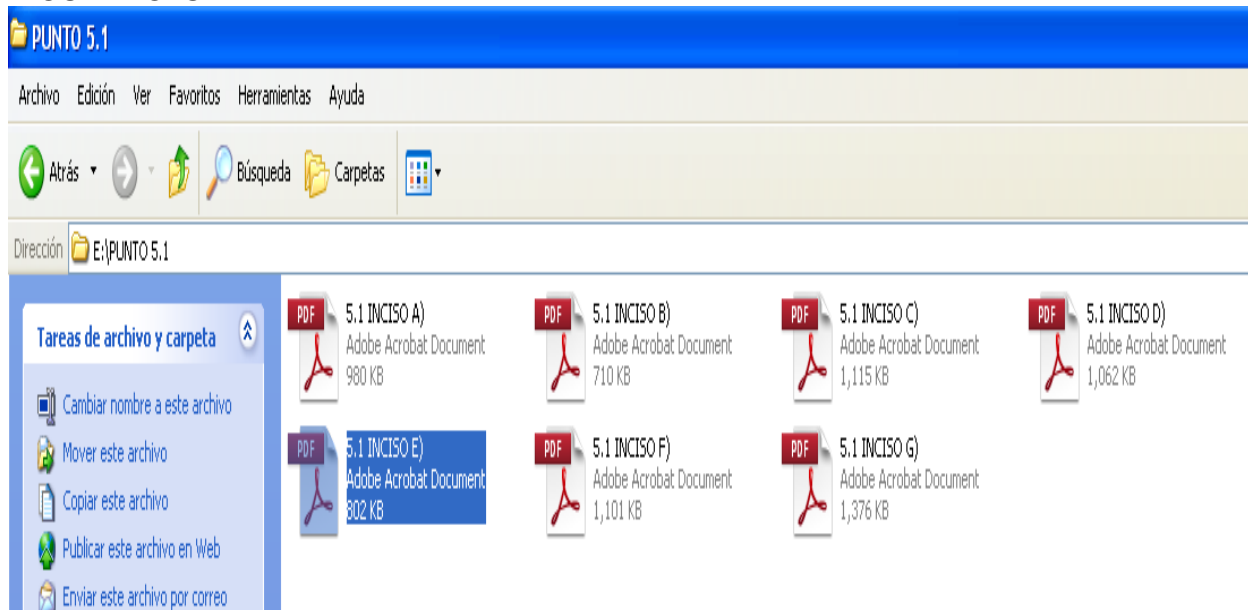 PUNTO 5.1
Archivo Edición Ver Favoritos Herramientas Ayuda
Atrás Búsqueda Carpetas
Dirección E:\PUNTO 5.1
Tareas de archivo y carpeta
Cambiar nombre a este archivo
Mover este archivo
Copiar este archivo
Publicar este archivo en Web
Enviar este archivo por correo
PDF 5.1 INCISO A)
Adobe Acrobat Document
980 KB
PDF 5.1 INCISO B)
Adobe Acrobat Document
710 KB
PDF 5.1 INCISO C)
Adobe Acrobat Document
1,115 KB
PDF 5.1 INCISO D)
Adobe Acrobat Document
1,062 KB
PDF 5.1 INCISO E)
Adobe Acrobat Document
802 KB
PDF 5.1 INCISO F)
Adobe Acrobat Document
1,101 KB
PDF 5.1 INCISO G)
Adobe Acrobat Document
1,376 KB